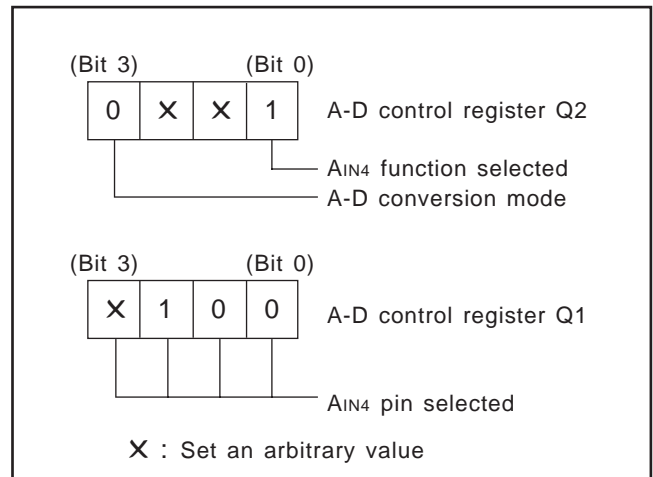 (Bit 3) (Bit 0)
0 × × 1 A-D control register Q2
AIN4 function selected
A-D conversion mode
(Bit 3) (Bit 0)
× 1 0 0 A-D control register Q1
AIN4 pin selected
× : Set an arbitrary value